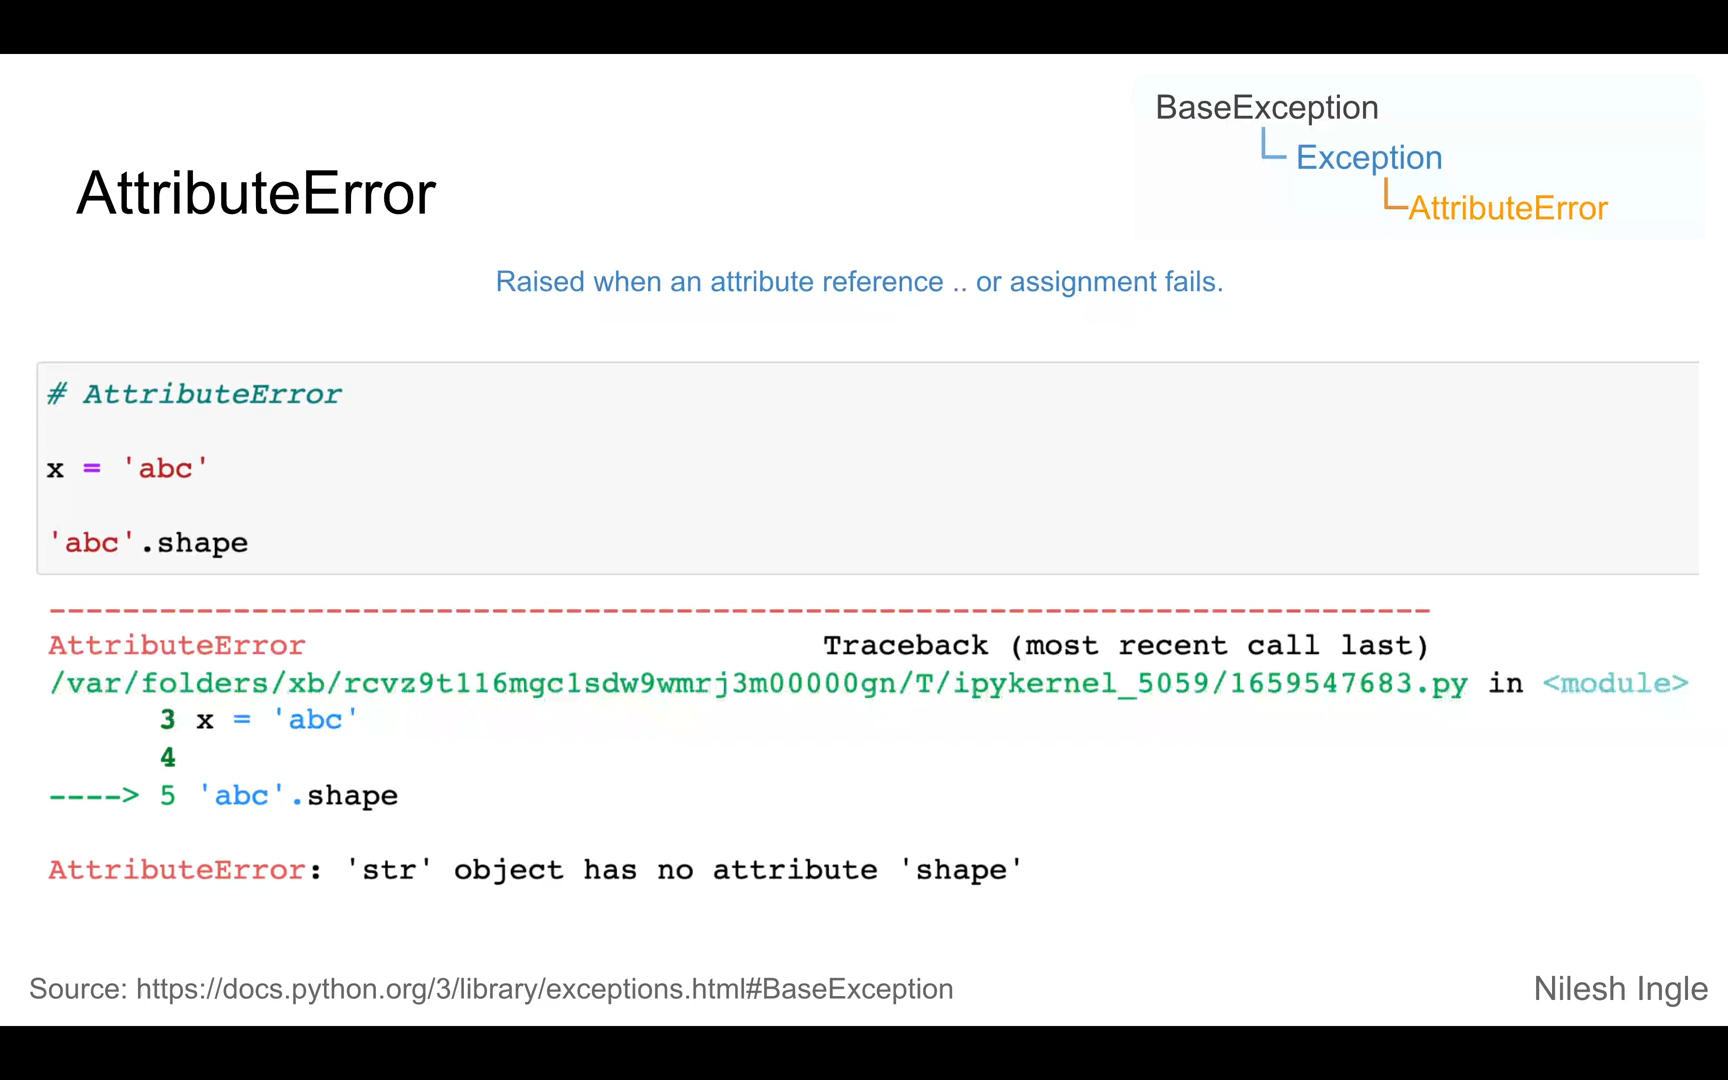 BaseException
Exception
AttributeError
AttributeError
Raised when an attribute reference .. or assignment fails.
# AttributeError
x = 'abc'
'abc'.shape
---------------------------------------------------------------------------
AttributeError Traceback (most recent call last)
/var/folders/xb/rcvz9t116mgc1sdw9wmrj3m00000gn/T/ipykernel_5059/1659547683.py in <module>
3 x = 'abc'
4
----> 5 'abc'.shape
AttributeError: 'str' object has no attribute 'shape'
Source: https://docs.python.org/3/library/exceptions.html#BaseException
Nilesh Ingle